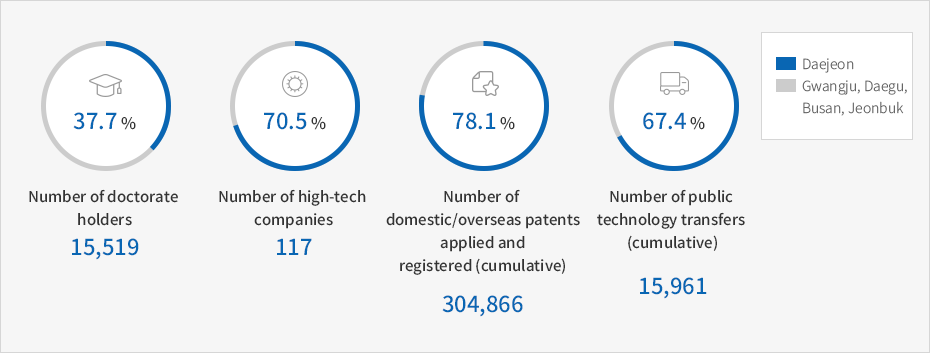 37.7 %
70.5 %
78.1 %
67.4 %
Daejeon
Gwangju, Daegu,
Busan, Jeonbuk
Number of doctorate
holders
15,519
Number of high-tech
companies
117
Number of
domestic/overseas patents
applied and
registered (cumulative)
304,866
Number of public
technology transfers
(cumulative)
15,961